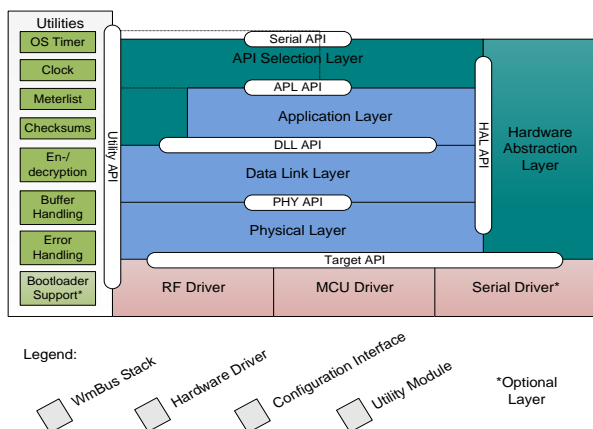 Utilities
OS Timer
Clock
Meterlist
Checksums
En-/
decryption
Buffer
Handling
Error
Handling
Bootloader
Support*
Utility API
Serial API
API Selection Layer
APL API
Application Layer
DLL API
Data Link Layer
PHY API
Physical Layer
HAL API
Hardware
Abstraction
Layer
Target API
RF Driver
MCU Driver
Serial Driver*
Legend:
WmBus Stack
Hardware Driver
Configuration Interface
Utility Module
*Optional
Layer